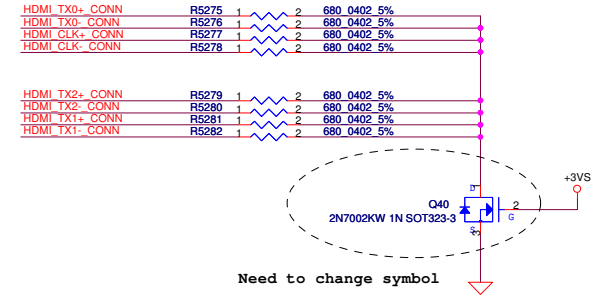 HDMI_TX0+_CONN R5275 1 2 680_0402_5%
HDMI_TX0-_CONN R5276 1 2 680_0402_5%
HDMI_CLK+_CONN R5277 1 2 680_0402_5%
HDMI_CLK-_CONN R5278 1 2 680_0402_5%
HDMI_TX2+_CONN R5279 1 2 680_0402_5%
HDMI_TX2-_CONN R5280 1 2 680_0402_5%
HDMI_TX1+_CONN R5281 1 2 680_0402_5%
HDMI_TX1-_CONN R5282 1 2 680_0402_5%
+3VS
D
Q40 2
2N7002KW 1N SOT323-3 G
S 3
Need to change symbol